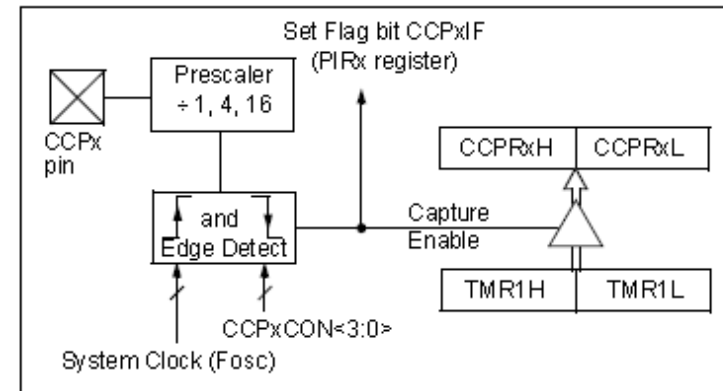 Set Flag bit CCPxIF
(PIRx register)
Prescaler
÷ 1, 4, 16
CCPx
pin
CCPRxH CCPRxL
and
Edge Detect
Capture
Enable
TMR1H TMR1L
CCPxCON<3:0>
System Clock (Fosc)